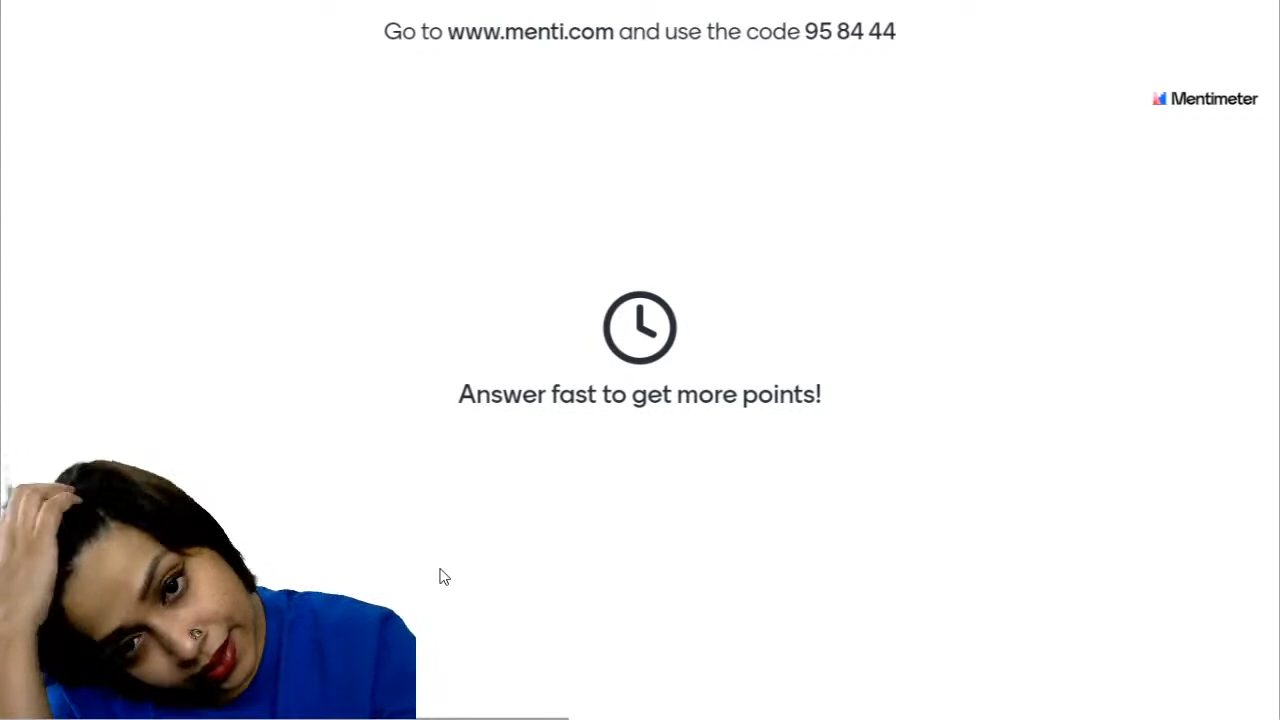 Go to www.menti.com and use the code 95 84 44
Mentimeter
Answer fast to get more points!